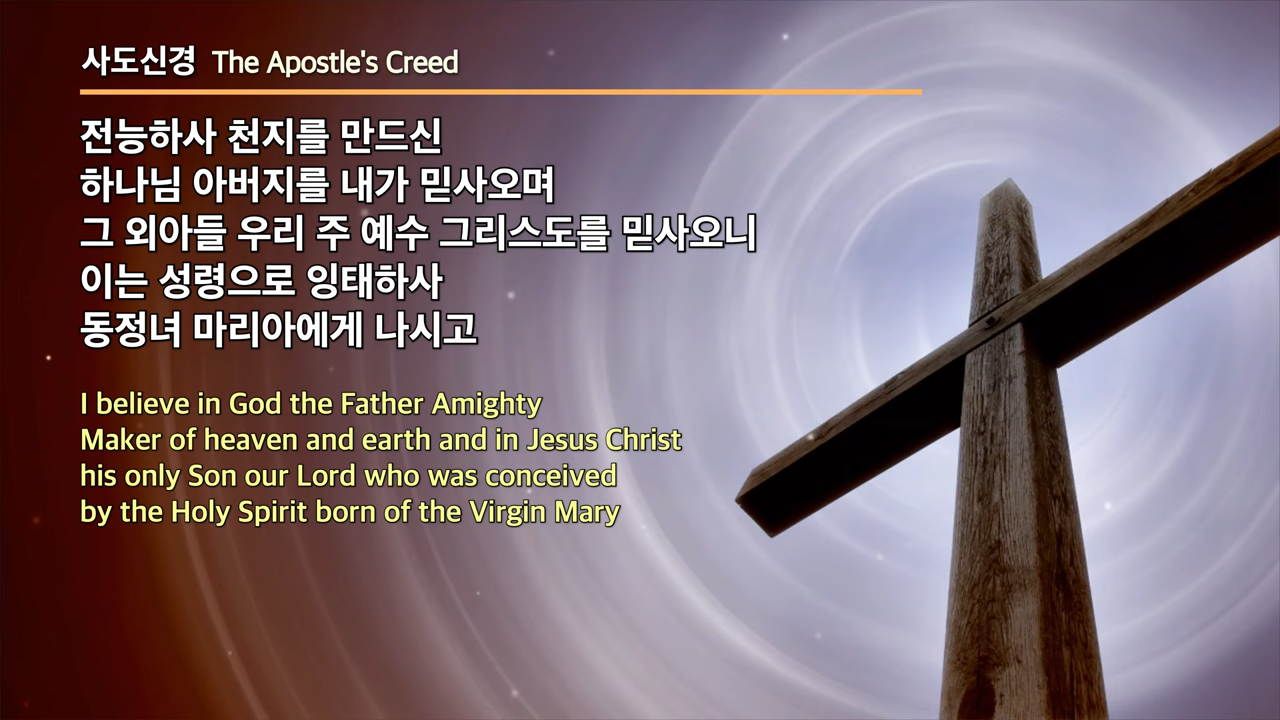 사도신경 The Apostle's Creed
전능하사 천지를 만드신
하나님 아버지를 내가 믿사오며
그 외아들 우리 주 예수 그리스도를 믿사오니
이는 성령으로 잉태하사
동정녀 마리아에게 나시고
I believe in God the Father Amighty
Maker of heaven and earth and in Jesus Christ
his only Son our Lord who was conceived
by the Holy Spirit born of the Virgin Mary